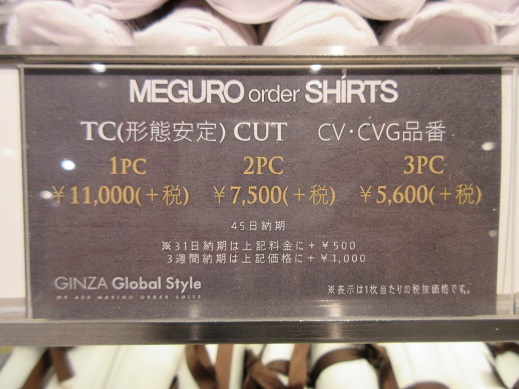 MEGURO order SHIRTS
TC(形態安定) CUT CV・CVG品番
1PC 2PC 3PC
￥11,000(+税) ￥7,500(+税) ￥5,600(+税)
45日納期
※31日納期は上記料金に+￥500
3週間納期は上記価格に+￥1,000
GINZA Global Style
WE ARE MAKING ORDER SUITS
※表示は1枚当たりの税抜価格です。